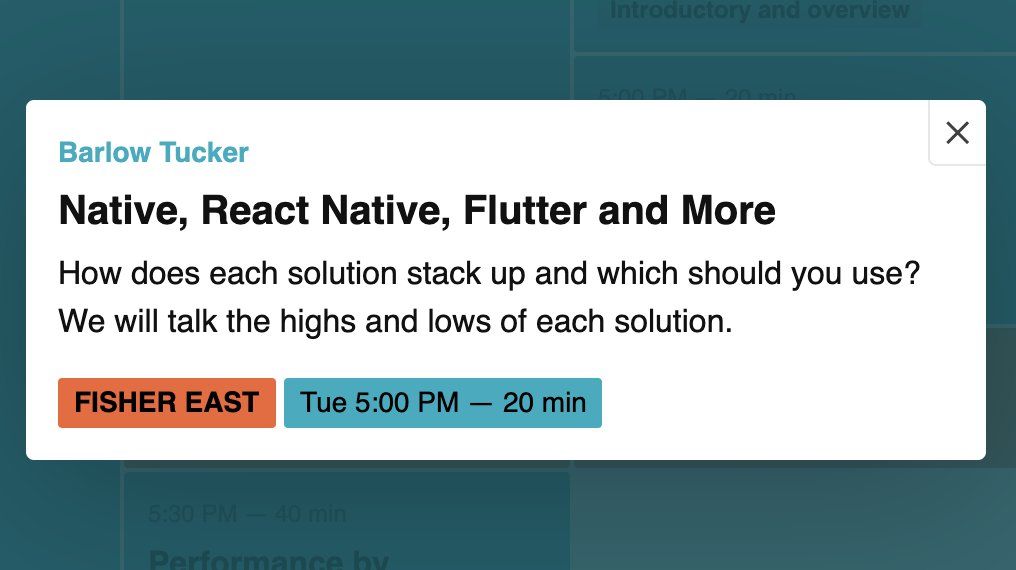 Introductory and overview
5:00 PM — 20 min
Barlow Tucker
Native, React Native, Flutter and More
How does each solution stack up and which should you use?
We will talk the highs and lows of each solution.
FISHER EAST
Tue 5:00 PM — 20 min
5:30 PM — 40 min
Performance by